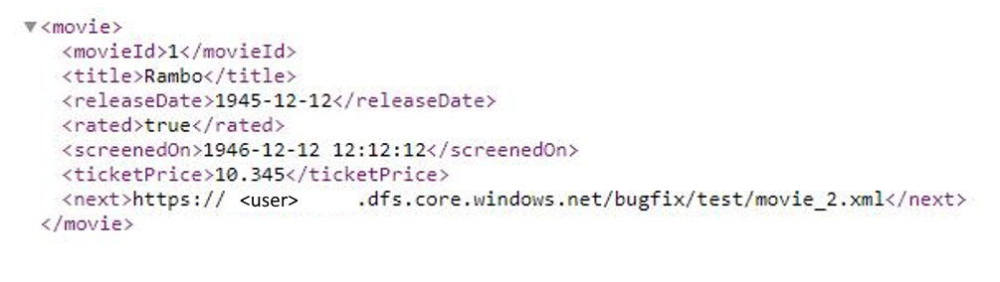 ▼<movie>
<movieId>1</movieId>
<title>Rambo</title>
<releaseDate>1945-12-12</releaseDate>
<rated>true</rated>
<screenedOn>1946-12-12 12:12:12</screenedOn>
<ticketPrice>10.345</ticketPrice>
<next>https:// <user> .dfs.core.windows.net/bugfix/test/movie_2.xml</next>
</movie>